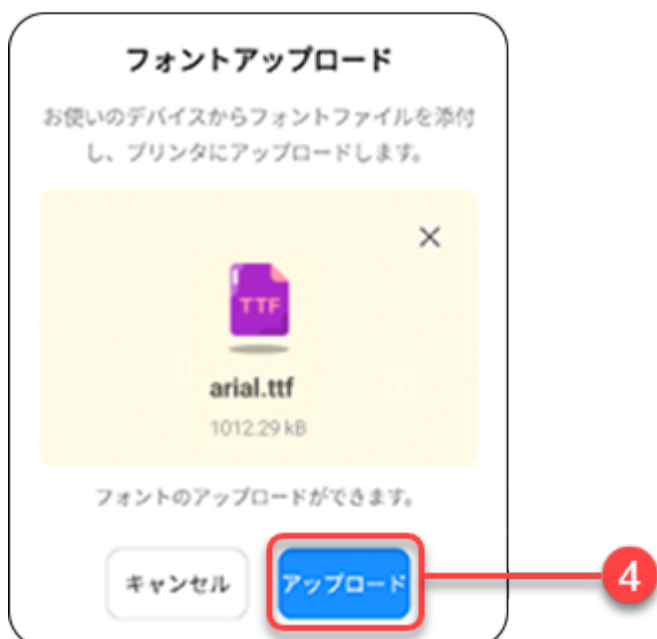 フォントアップロード
お使いのデバイスからフォントファイルを添付
し、プリンタにアップロードします。
TTF
arial.ttf
1012.29 kB
フォントのアップロードができます。
キャンセル
アップロード
4